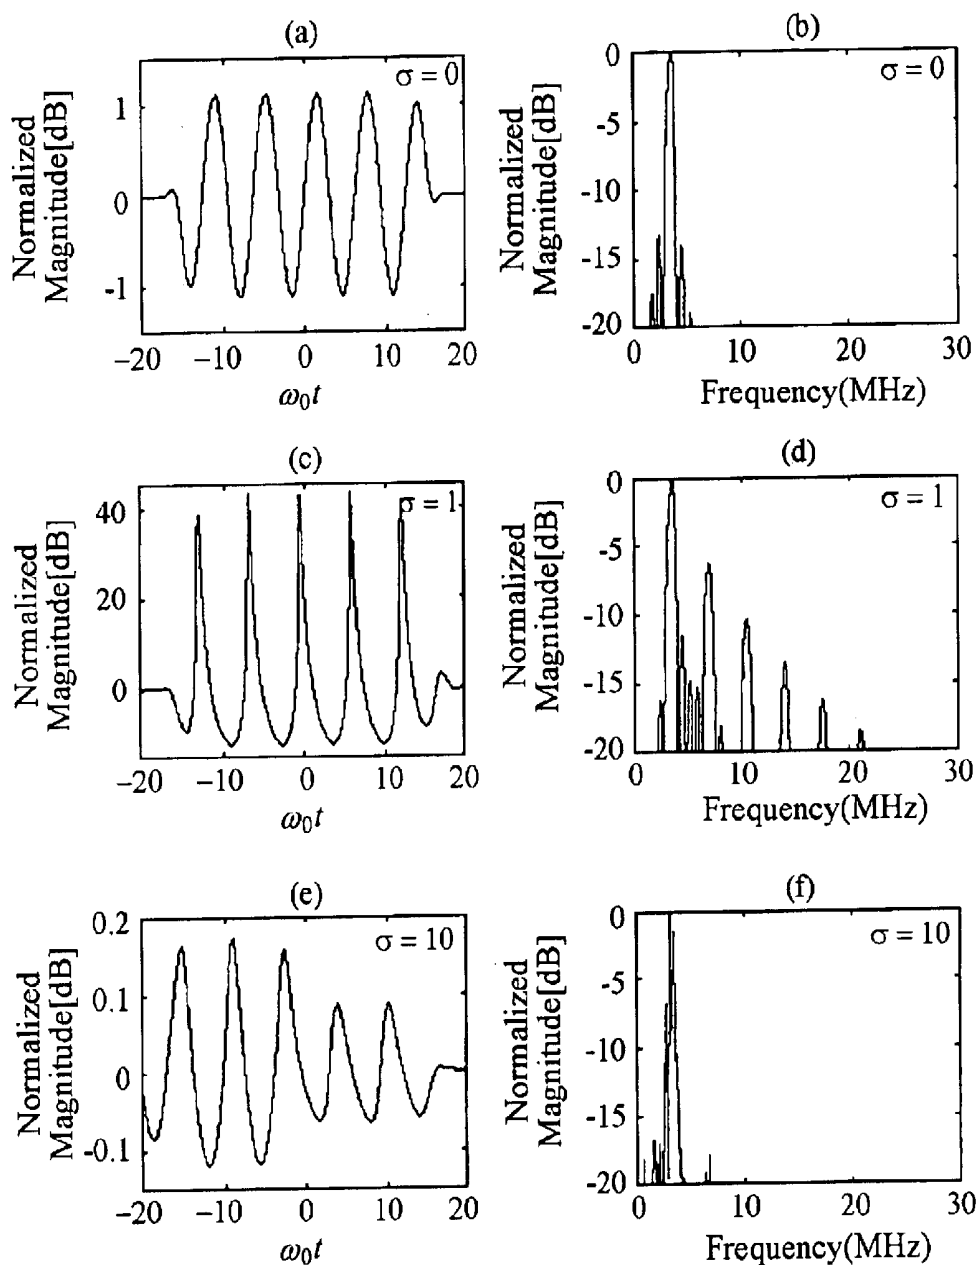 (a)
σ = 0
Normalized
Magnitude[dB]
1
0
-1
−20
−10
0
10
20
ω₀t
(b)
σ = 0
Normalized
Magnitude[dB]
0
-5
-10
-15
-20
0
10
20
30
Frequency(MHz)
(c)
σ = 1
Normalized
Magnitude[dB]
40
20
0
−20
−10
0
10
20
ω₀t
(d)
σ = 1
Normalized
Magnitude[dB]
0
-5
-10
-15
-20
0
10
20
30
Frequency(MHz)
(e)
σ = 10
Normalized
Magnitude[dB]
0.2
0.1
0
-0.1
−20
−10
0
10
20
ω₀t
(f)
σ = 10
Normalized
Magnitude[dB]
0
-5
-10
-15
-20
0
10
20
30
Frequency(MHz)